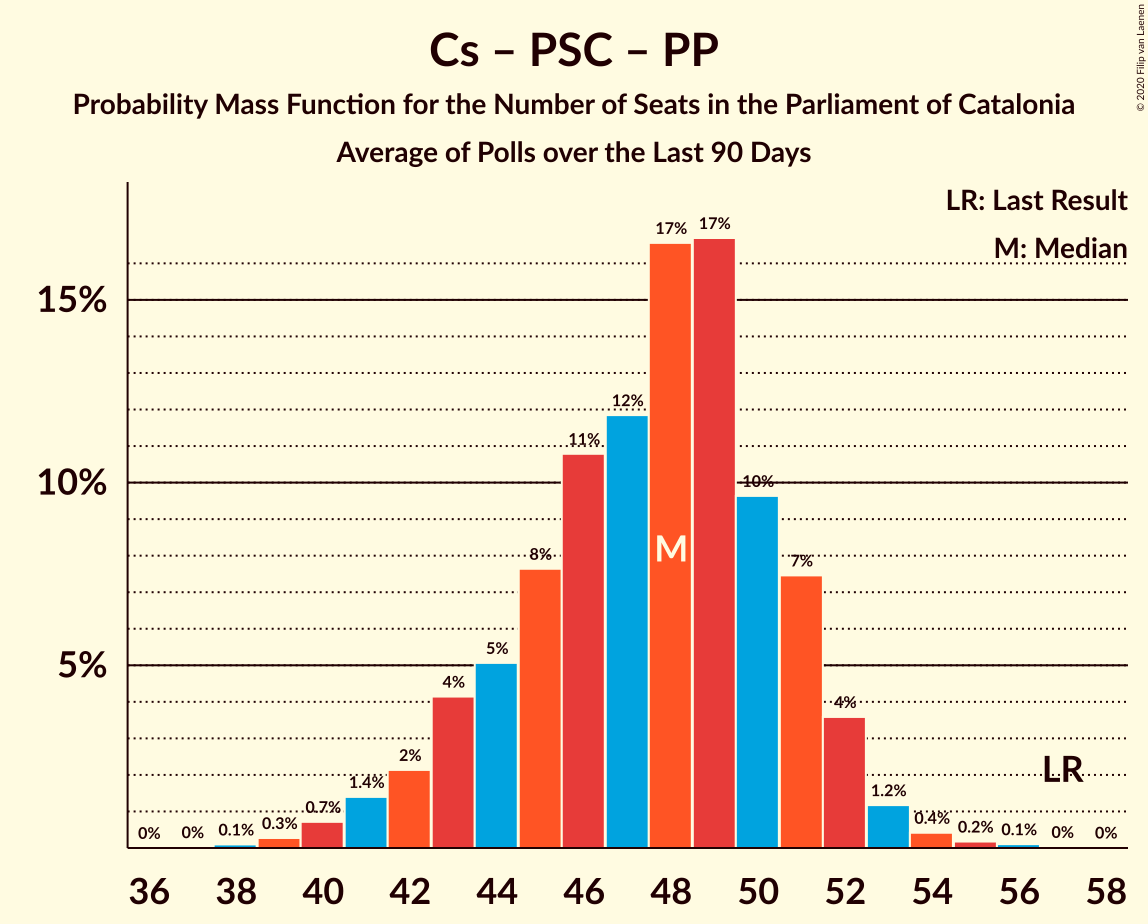 Cs – PSC – PP
Probability Mass Function for the Number of Seats in the Parliament of Catalonia
Average of Polls over the Last 90 Days
© 2020 Filip van Laenen
LR: Last Result
M: Median
15%
10%
5%
0%
0%
0.1%
0.3%
0.7%
1.4%
2%
4%
5%
8%
11%
12%
17%
17%
10%
7%
4%
1.2%
0.4%
0.2%
0.1%
0%
0%
M
LR
36 38 40 42 44 46 48 50 52 54 56 58